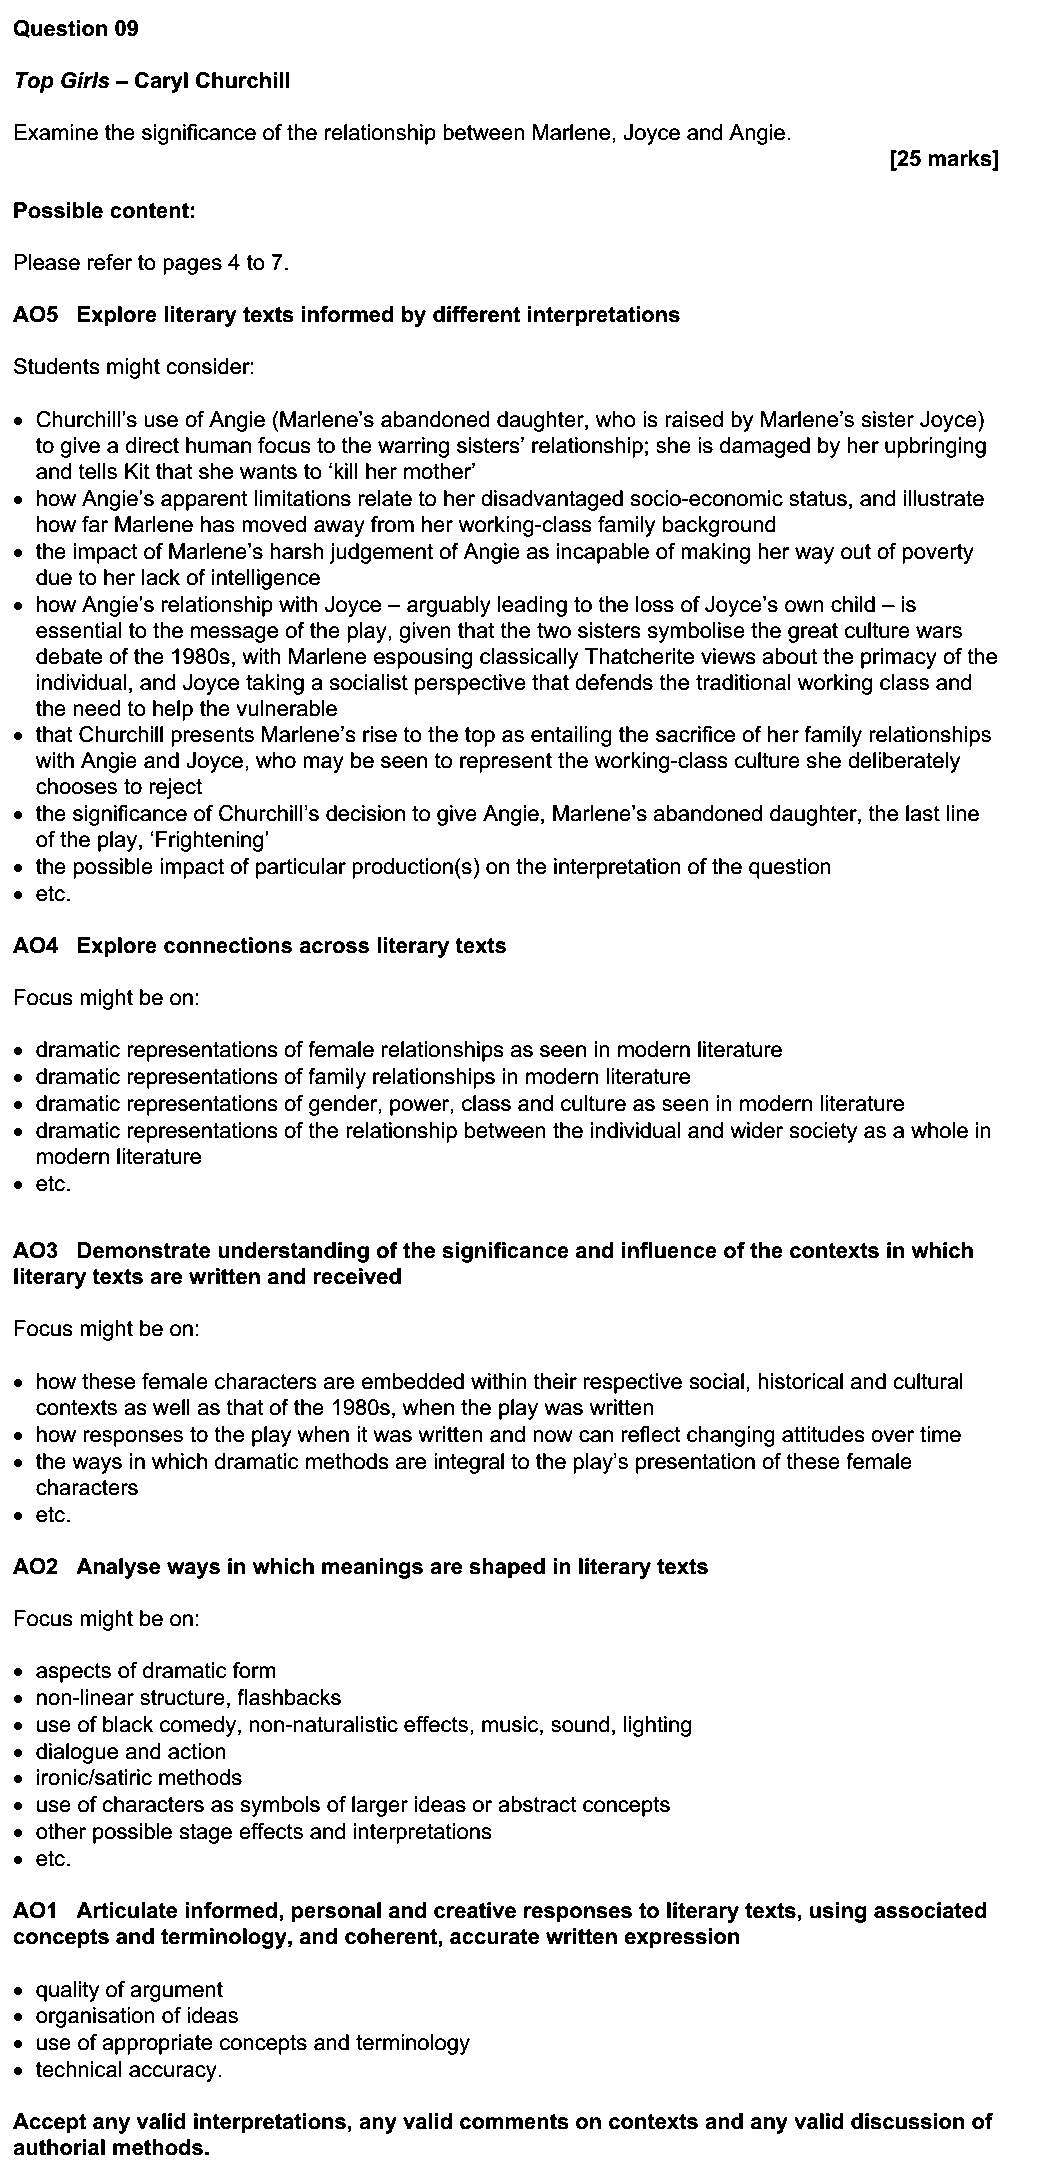 Question 09
Top Girls – Caryl Churchill
Examine the significance of the relationship between Marlene, Joyce and Angie.
[25 marks]
Possible content:
Please refer to pages 4 to 7.
AO5 Explore literary texts informed by different interpretations
Students might consider:
• Churchill's use of Angie (Marlene's abandoned daughter, who is raised by Marlene's sister Joyce)
to give a direct human focus to the warring sisters' relationship; she is damaged by her upbringing
and tells Kit that she wants to 'kill her mother'
• how Angie's apparent limitations relate to her disadvantaged socio-economic status, and illustrate
how far Marlene has moved away from her working-class family background
• the impact of Marlene's harsh judgement of Angie as incapable of making her way out of poverty
due to her lack of intelligence
• how Angie's relationship with Joyce – arguably leading to the loss of Joyce's own child – is
essential to the message of the play, given that the two sisters symbolise the great culture wars
debate of the 1980s, with Marlene espousing classically Thatcherite views about the primacy of the
individual, and Joyce taking a socialist perspective that defends the traditional working class and
the need to help the vulnerable
• that Churchill presents Marlene's rise to the top as entailing the sacrifice of her family relationships
with Angie and Joyce, who may be seen to represent the working-class culture she deliberately
chooses to reject
• the significance of Churchill's decision to give Angie, Marlene's abandoned daughter, the last line
of the play, 'Frightening'
• the possible impact of particular production(s) on the interpretation of the question
• etc.
AO4 Explore connections across literary texts
Focus might be on:
• dramatic representations of female relationships as seen in modern literature
• dramatic representations of family relationships in modern literature
• dramatic representations of gender, power, class and culture as seen in modern literature
• dramatic representations of the relationship between the individual and wider society as a whole in
modern literature
• etc.
AO3 Demonstrate understanding of the significance and influence of the contexts in which
literary texts are written and received
Focus might be on:
• how these female characters are embedded within their respective social, historical and cultural
contexts as well as that of the 1980s, when the play was written
• how responses to the play when it was written and now can reflect changing attitudes over time
• the ways in which dramatic methods are integral to the play's presentation of these female
characters
• etc.
AO2 Analyse ways in which meanings are shaped in literary texts
Focus might be on:
• aspects of dramatic form
• non-linear structure, flashbacks
• use of black comedy, non-naturalistic effects, music, sound, lighting
• dialogue and action
• ironic/satiric methods
• use of characters as symbols of larger ideas or abstract concepts
• other possible stage effects and interpretations
• etc.
AO1 Articulate informed, personal and creative responses to literary texts, using associated
concepts and terminology, and coherent, accurate written expression
• quality of argument
• organisation of ideas
• use of appropriate concepts and terminology
• technical accuracy.
Accept any valid interpretations, any valid comments on contexts and any valid discussion of
authorial methods.